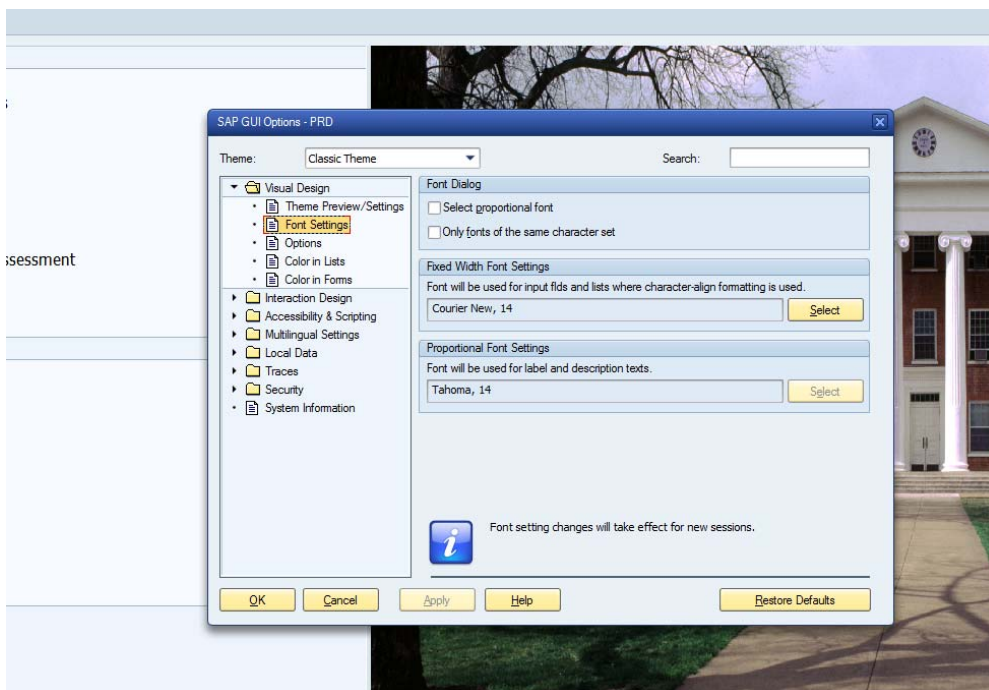 ssessment
SAP GUI Options - PRD
Theme:
Classic Theme
Search:
Visual Design
Theme Preview/Settings
Font Settings
Options
Color in Lists
Color in Forms
Interaction Design
Accessibility & Scripting
Multilingual Settings
Local Data
Traces
Security
System Information
Font Dialog
Select proportional font
Only fonts of the same character set
Fixed Width Font Settings
Font will be used for input flds and lists where character-align formatting is used.
Courier New, 14
Select
Proportional Font Settings
Font will be used for label and description texts.
Tahoma, 14
Select
Font setting changes will take effect for new sessions.
OK
Cancel
Apply
Help
Restore Defaults